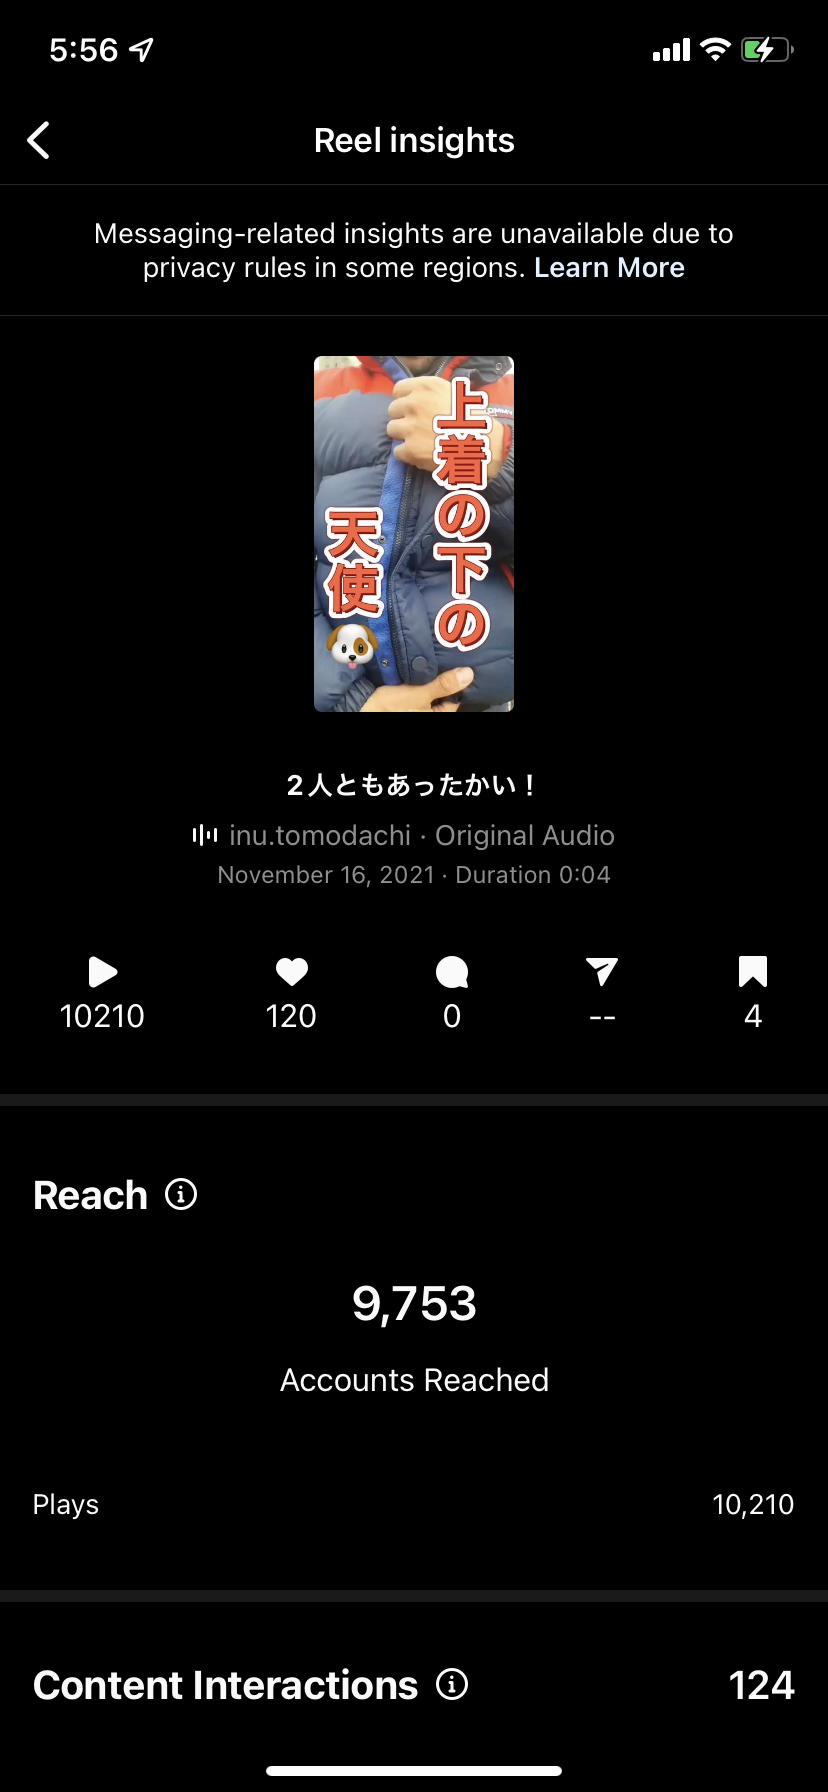 5:56
Reel insights
Messaging-related insights are unavailable due to
privacy rules in some regions. Learn More
上着の下の
天使
2人ともあったかい！
inu.tomodachi · Original Audio
November 16, 2021 · Duration 0:04
10210 120 0 -- 4
Reach
9,753
Accounts Reached
Plays 10,210
Content Interactions 124